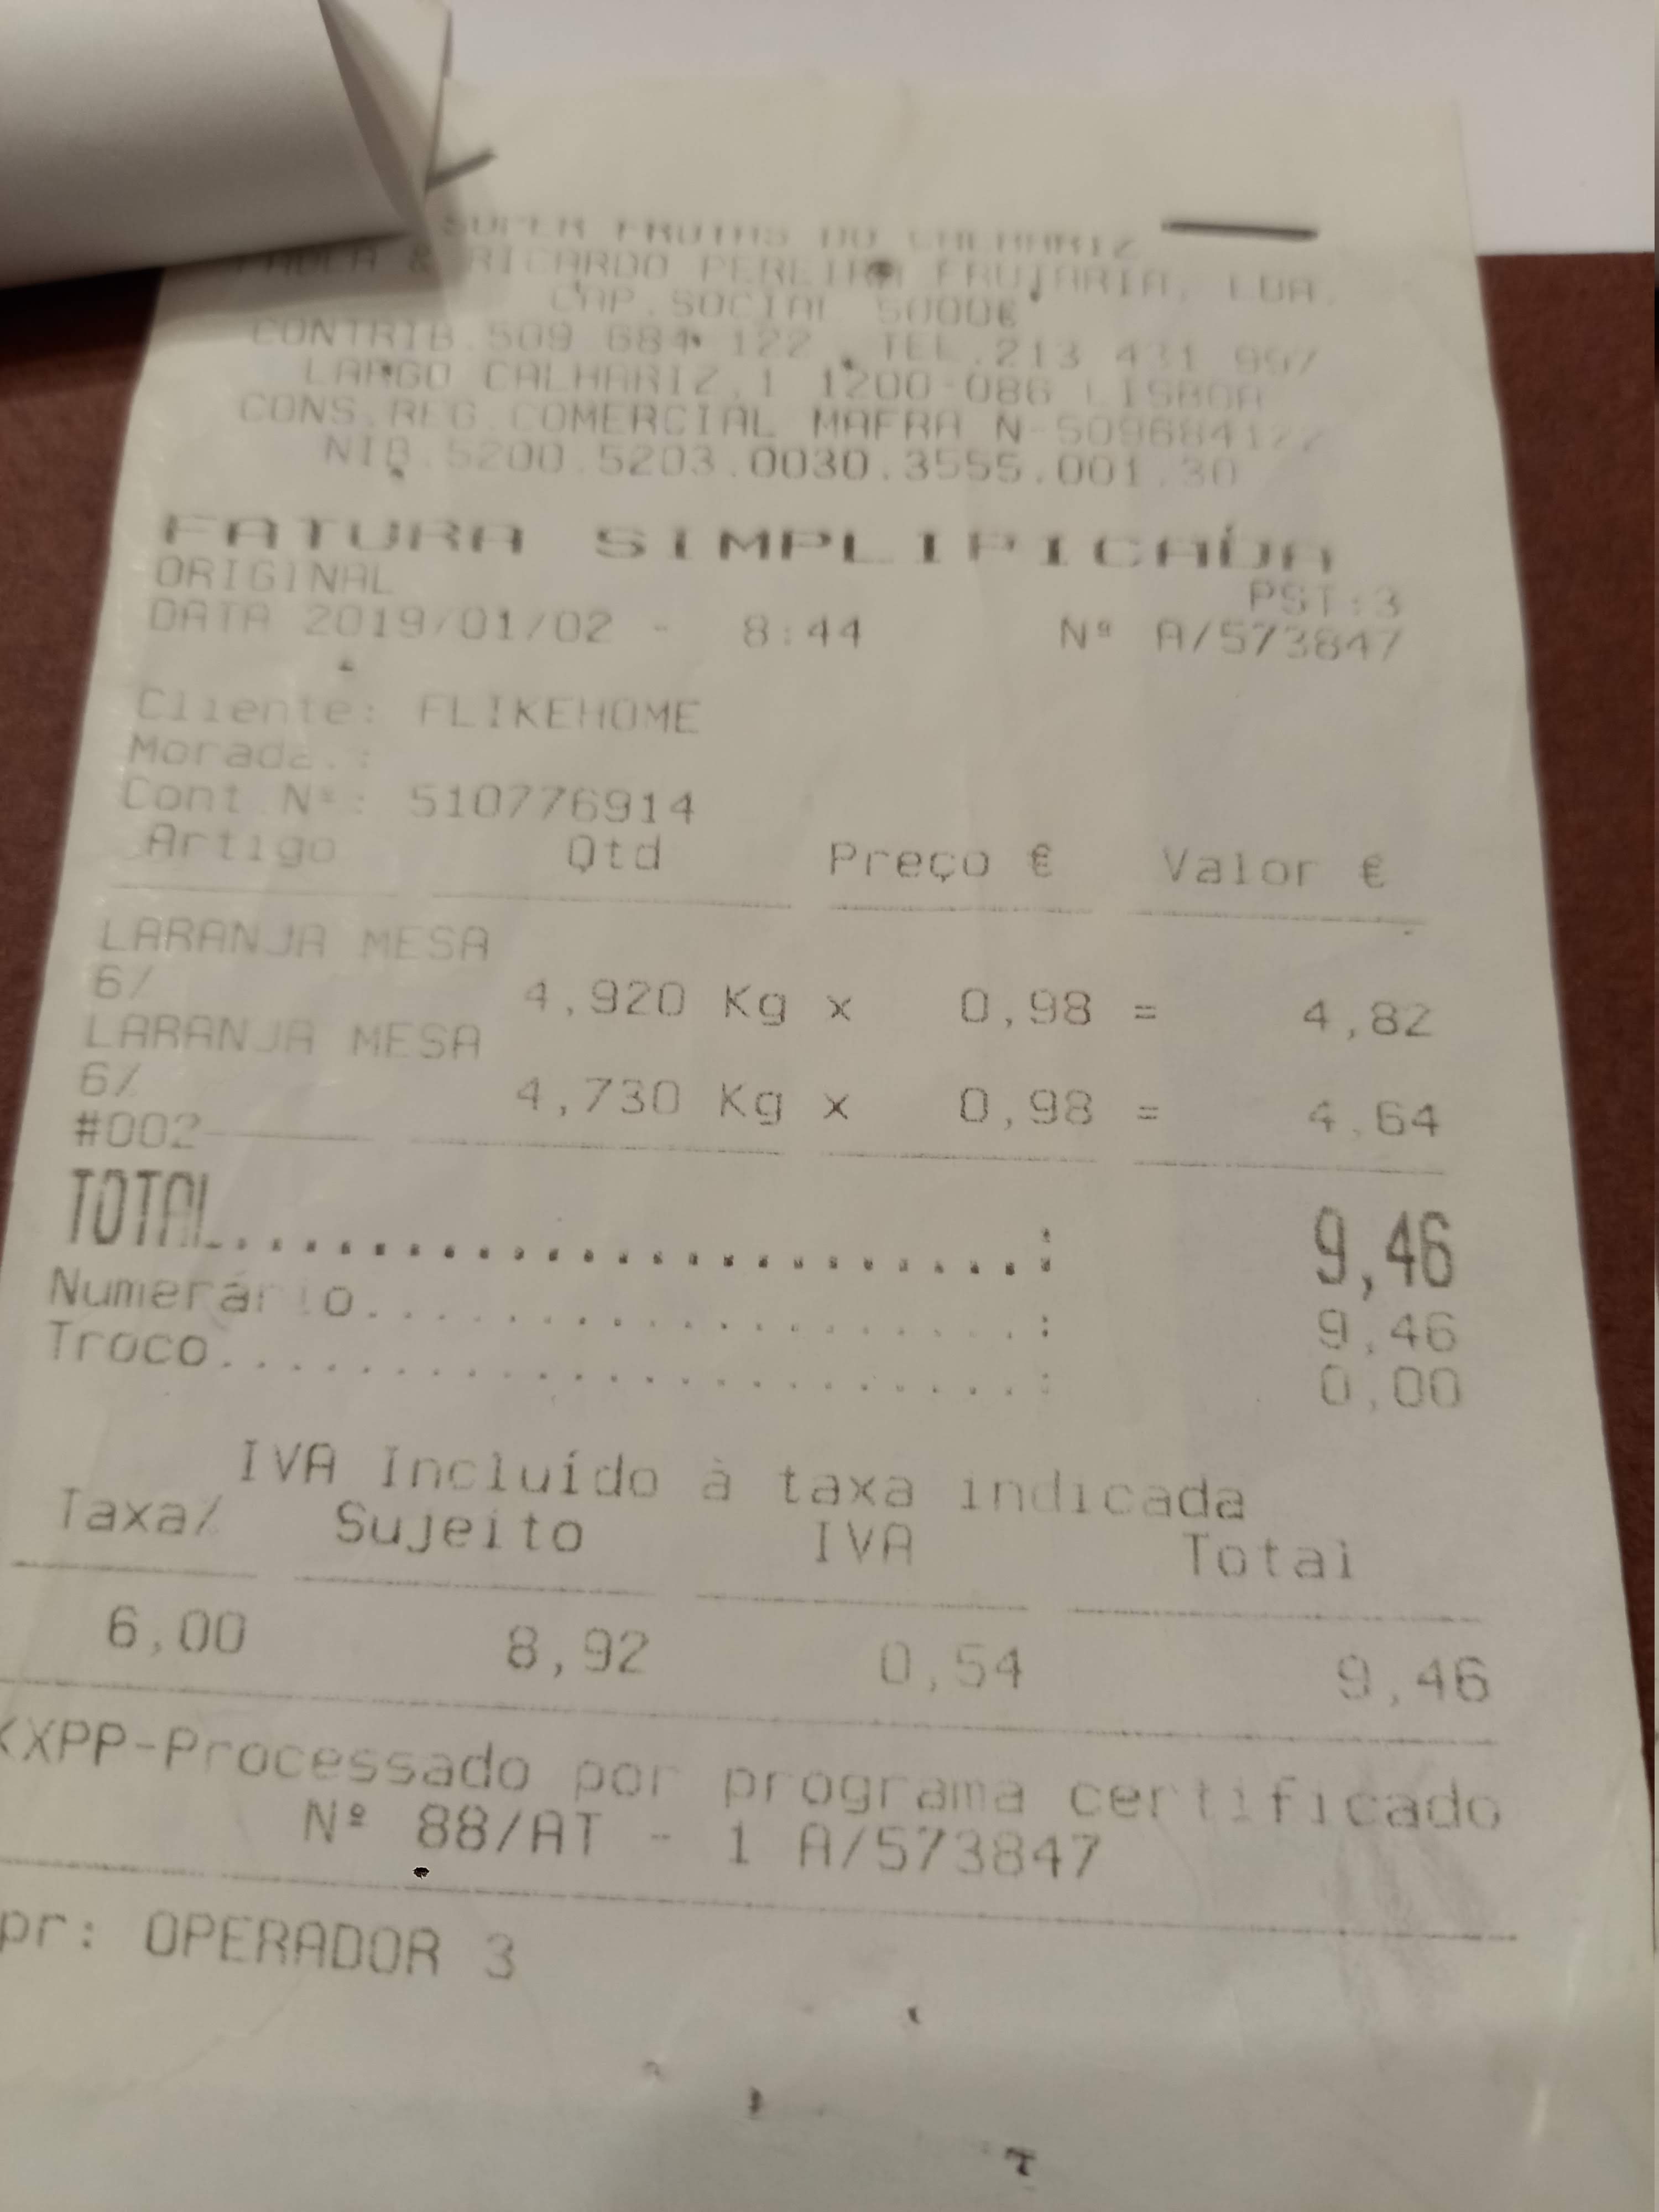 SUPER FRUTAS DO CALHARIZ
& RICARDO PEREIRA FRUTARIA, LDA.
CAP.SOCIAL 5000€
CONTRIB.509 684 122 TEL.213 431 997
LARGO CALHARIZ,1 1200-086 LISBOA
CONS.REG.COMERCIAL MAFRA N-509684122
NIB.5200.5203.0030.3555.001.30
FATURA SIMPLIFICADA
ORIGINAL PST:3
DATA 2019/01/02 - 8:44 Nº A/573847
Cliente: FLIKEHOME
Morada.:
Cont.Nº: 510776914
Artigo Qtd Preço € Valor €
LARANJA MESA
6% 4,920 Kg x 0,98 = 4,82
LARANJA MESA
6% 4,730 Kg x 0,98 = 4,64
#002
TOTAL..........................: 9,46
Numerário....................: 9,46
Troco........................: 0,00
IVA Incluído à taxa indicada
Taxa% Sujeito IVA Total
6,00 8,92 0,54 9,46
XPP-Processado por programa certificado
Nº 88/AT - 1 A/573847
pr: OPERADOR 3